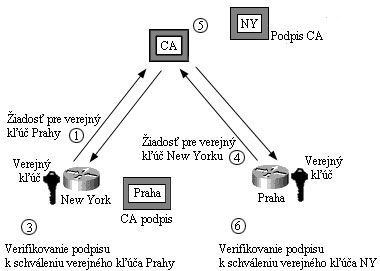 CA
5
NY
Podpis CA
Žiadosť pre verejný
kľúč Prahy
1
Žiadosť pre verejný
kľúč New Yorku
4
Verejný
kľúč
New York
Praha
CA podpis
Verejný
kľúč
Praha
3
Verifikovanie podpisu
k schváleniu verejného kľúča Prahy
6
Verifikovanie podpisu
k schváleniu verejného kľúča NY